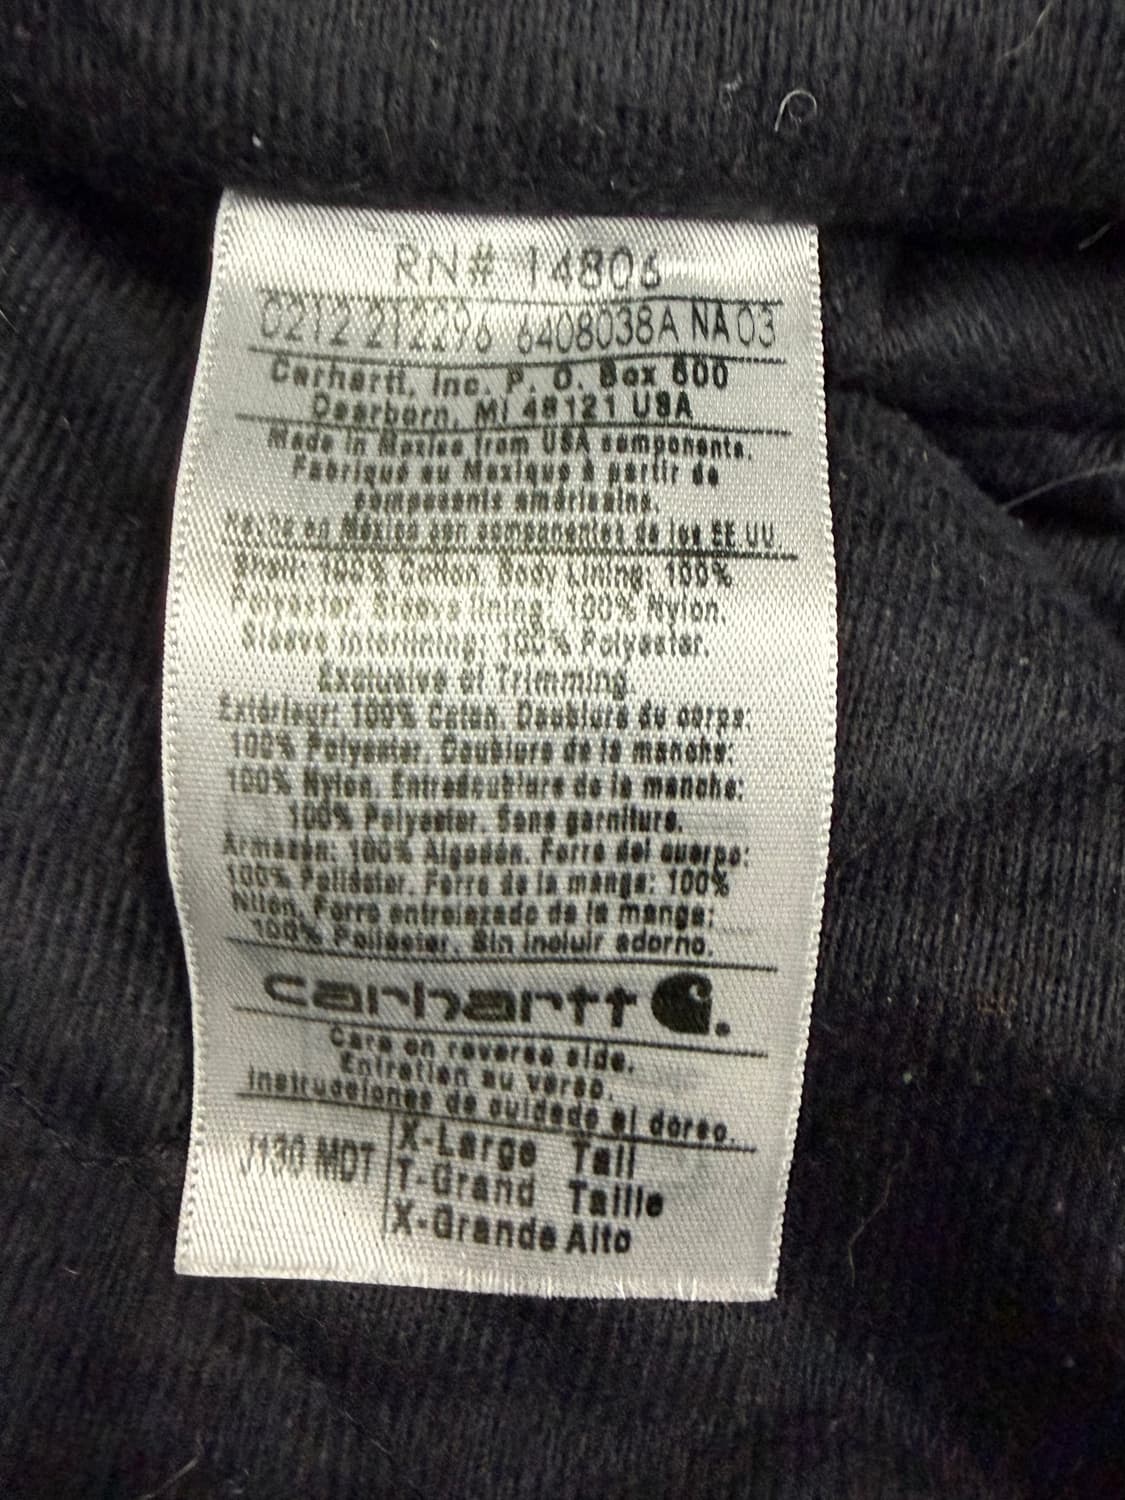 RN# 14806
0212 212296 6408038A NA 03
Carhartt, Inc. P. O. Box 600
Dearborn, MI 48121 USA
Made in Mexico from USA components.
Fabriqué au Mexique à partir de
composants américains.
Hecho en México con componentes de los EE.UU
Shell: 100% Cotton. Body Lining: 100%
Polyester. Sleeve lining: 100% Nylon.
Sleeve Interlining: 100% Polyester.
Exclusive of Trimming.
Extérieur: 100% Coton. Doublure du corps:
100% Polyester. Doublure de la manche:
100% Nylon. Entredoublure de la manche:
100% Polyester. Sans garniture.
Armazón: 100% Algodón. Forro del cuerpo:
100% Poliéster. Forro de la manga: 100%
Nilón. Forro entrelazado de la manga:
100% Poliéster. Sin incluir adorno.
carhartt
Care on reverse side.
Entretien au verso.
Instrucciones de cuidado al dorso.
J130 MDT
X-Large Tall
T-Grand Taille
X-Grande Alto